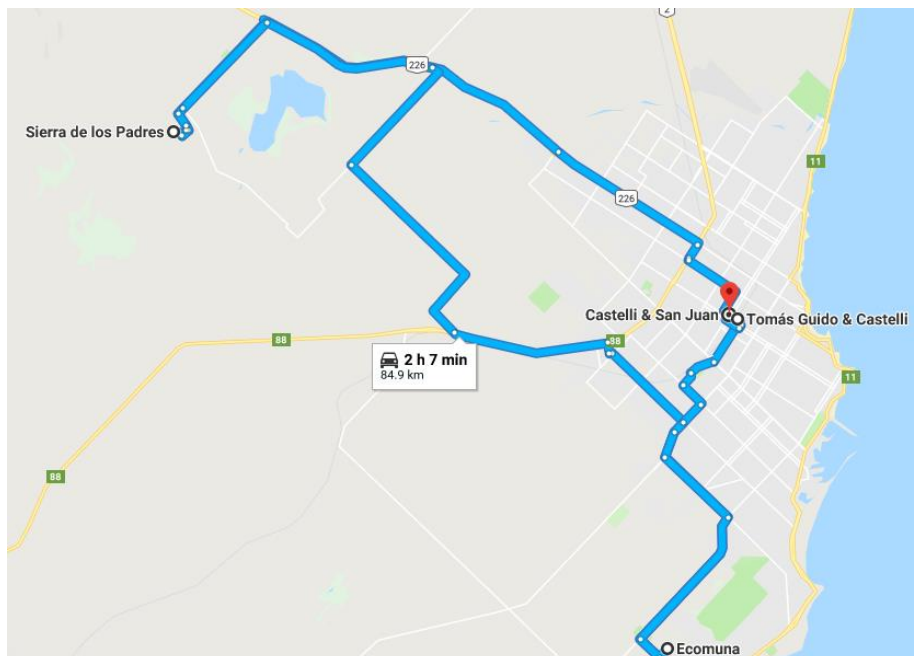 2
226
Sierra de los Padres
11
226
Castelli & San Juan
Tomás Guido & Castelli
88
88
2 h 7 min
84.9 km
11
88
Ecomuna